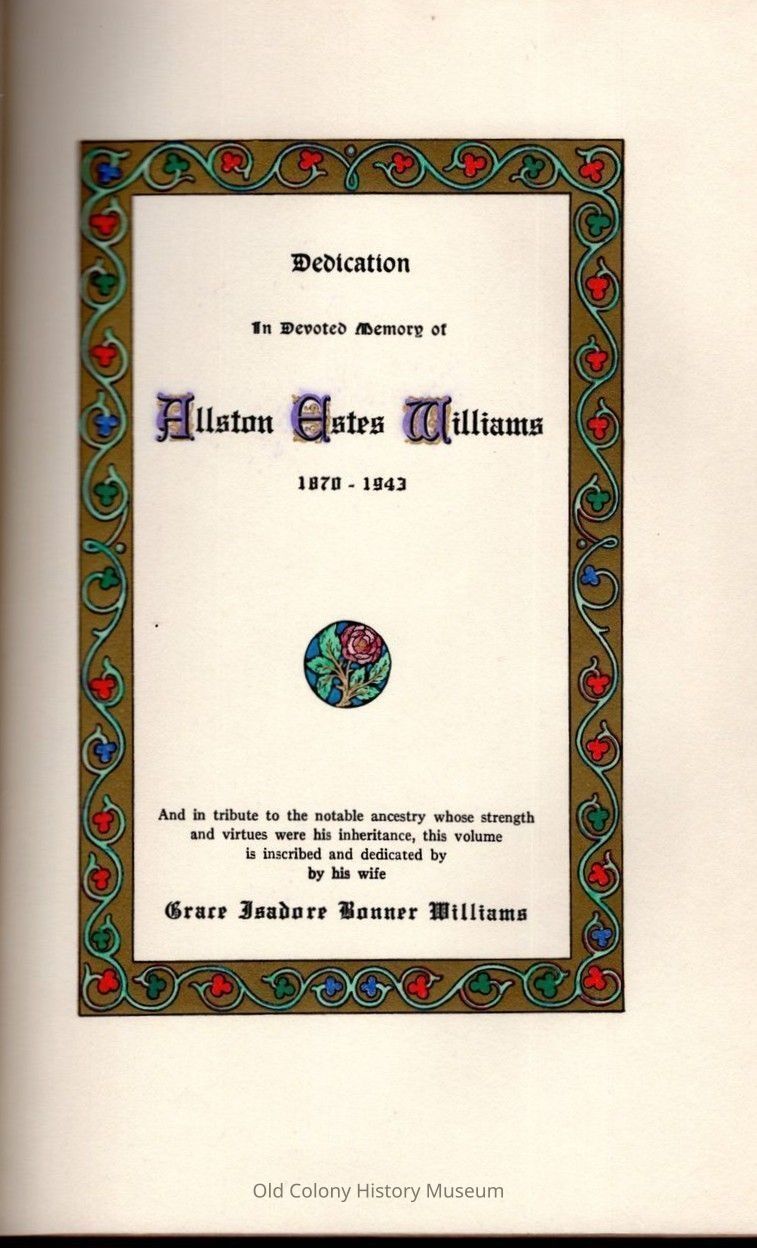 Dedication
In Devoted Memory of
Allston Estes Williams
1870 - 1943
And in tribute to the notable ancestry whose strength
and virtues were his inheritance, this volume
is inscribed and dedicated by
by his wife
Grace Isadore Bonner Williams
Old Colony History Museum